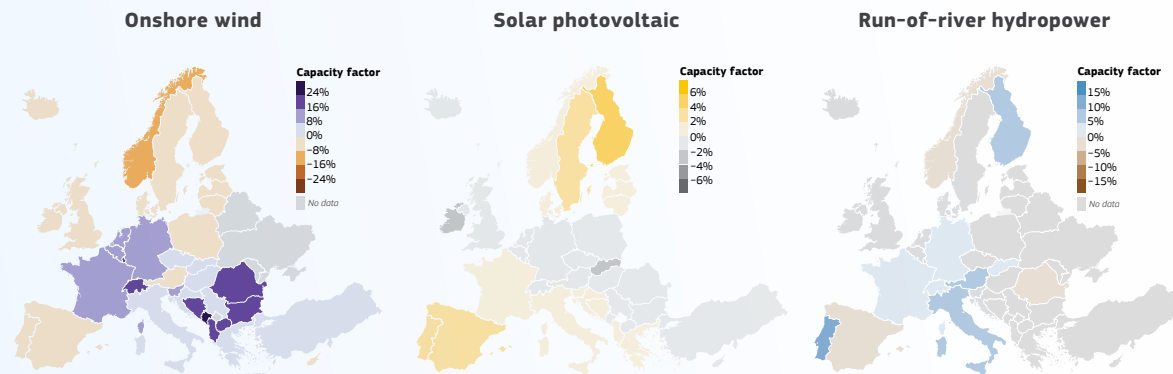 Onshore wind
Capacity factor
24%
16%
8%
0%
−8%
−16%
−24%
No data
Solar photovoltaic
Capacity factor
6%
4%
2%
0%
−2%
−4%
−6%
Run-of-river hydropower
Capacity factor
15%
10%
5%
0%
−5%
−10%
−15%
No data